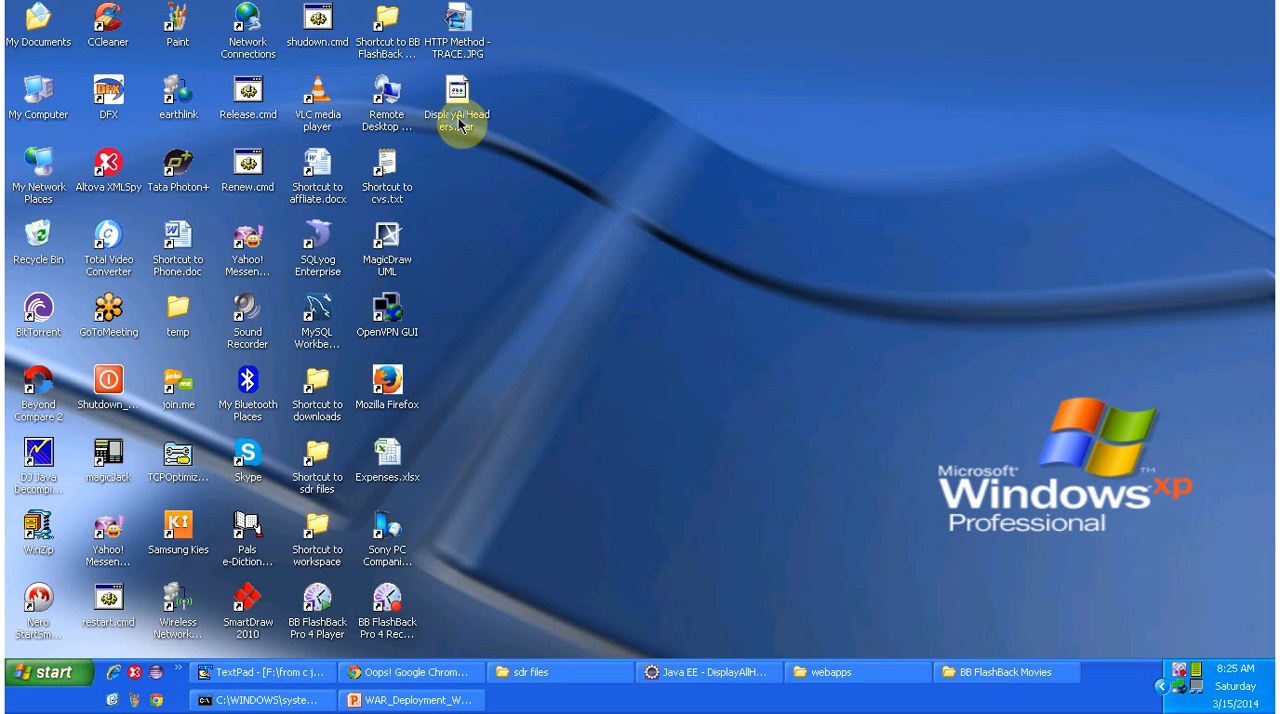 My Documents
CCleaner
Paint
Network
Connections
shudown.cmd
Shortcut to BB
FlashBack ...
HTTP Method -
TRACE.JPG
My Computer
DFX
DFX
earthlink
Release.cmd
VLC media
player
Remote
Desktop ...
My Network
Places
Altova XMLSpy
Tata Photon+
Renew.cmd
Shortcut to
affliate.docx
Shortcut to
cvs.txt
Recycle Bin
Total Video
Converter
Shortcut to
Phone.doc
Yahoo!
Messen...
SQLyog
Enterprise
MagicDraw
UML
BitTorrent
GoToMeeting
temp
Sound
Recorder
MySQL
Workbe...
OpenVPN GUI
Beyond
Compare 2
Shutdown_...
join.me
My Bluetooth
Places
Shortcut to
downloads
Mozilla Firefox
DJ Java
Decompil...
magicJack
TCPOptimiz...
Skype
Shortcut to
sdr files
Expenses.xlsx
WinZip
Yahoo!
Messen...
Ki
Samsung Kies
Pals
e-Diction...
Shortcut to
workspace
Sony PC
Compani...
Nero
StartSm...
restart.cmd
Wireless
Network...
SmartDraw
2010
BB FlashBack
Pro 4 Player
BB FlashBack
Pro 4 Rec...
Microsoft®
Windows xp ™
Professional
start
TextPad - [F:\from c j...
Oops! Google Chrom...
sdr files
Java EE - DisplayAllH...
webapps
BB FlashBack Movies
C:\WINDOWS\syste...
WAR_Deployment_W...
8:25 AM
Saturday
3/15/2014